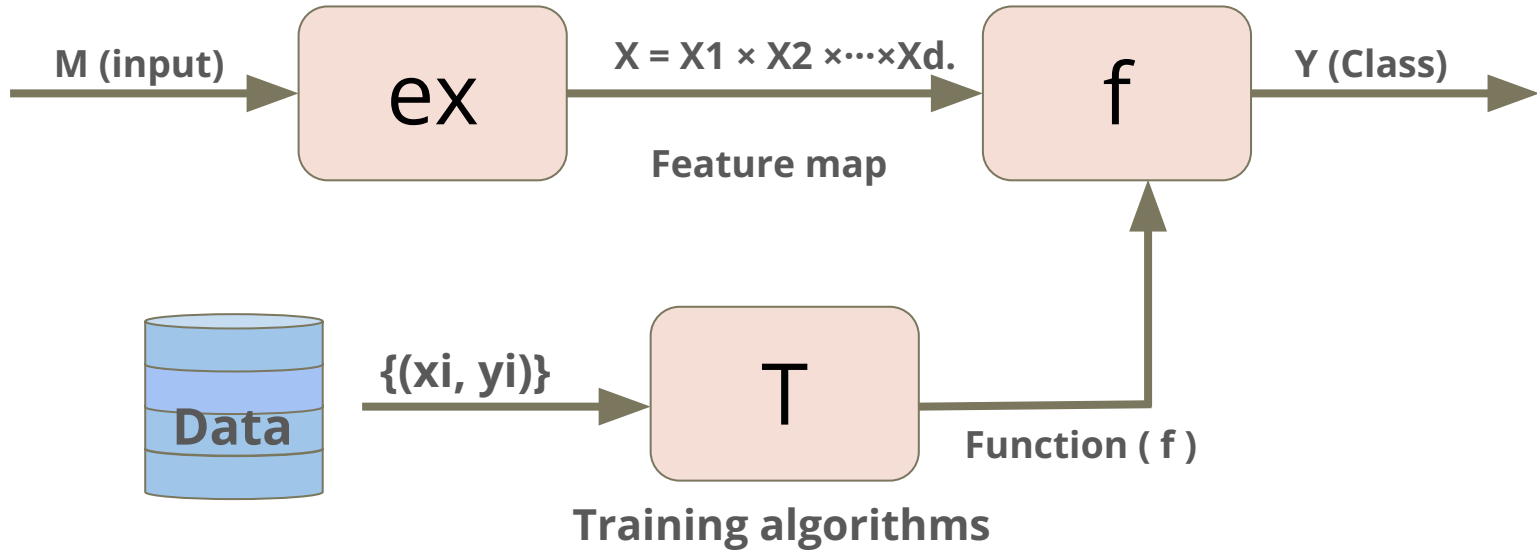 M (input)
ex
X = X1 × X2 ×···×Xd.
Feature map
f
Y (Class)
Data
{(xi, yi)}
T
Function ( f )
Training algorithms